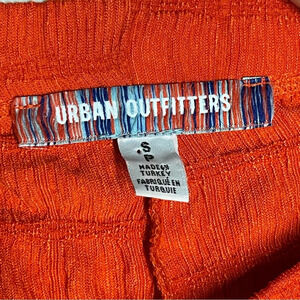 URBAN OUTFITTERS
.S
P
MADE IN
TURKEY
FABRIQUÉ EN
TURQUIE